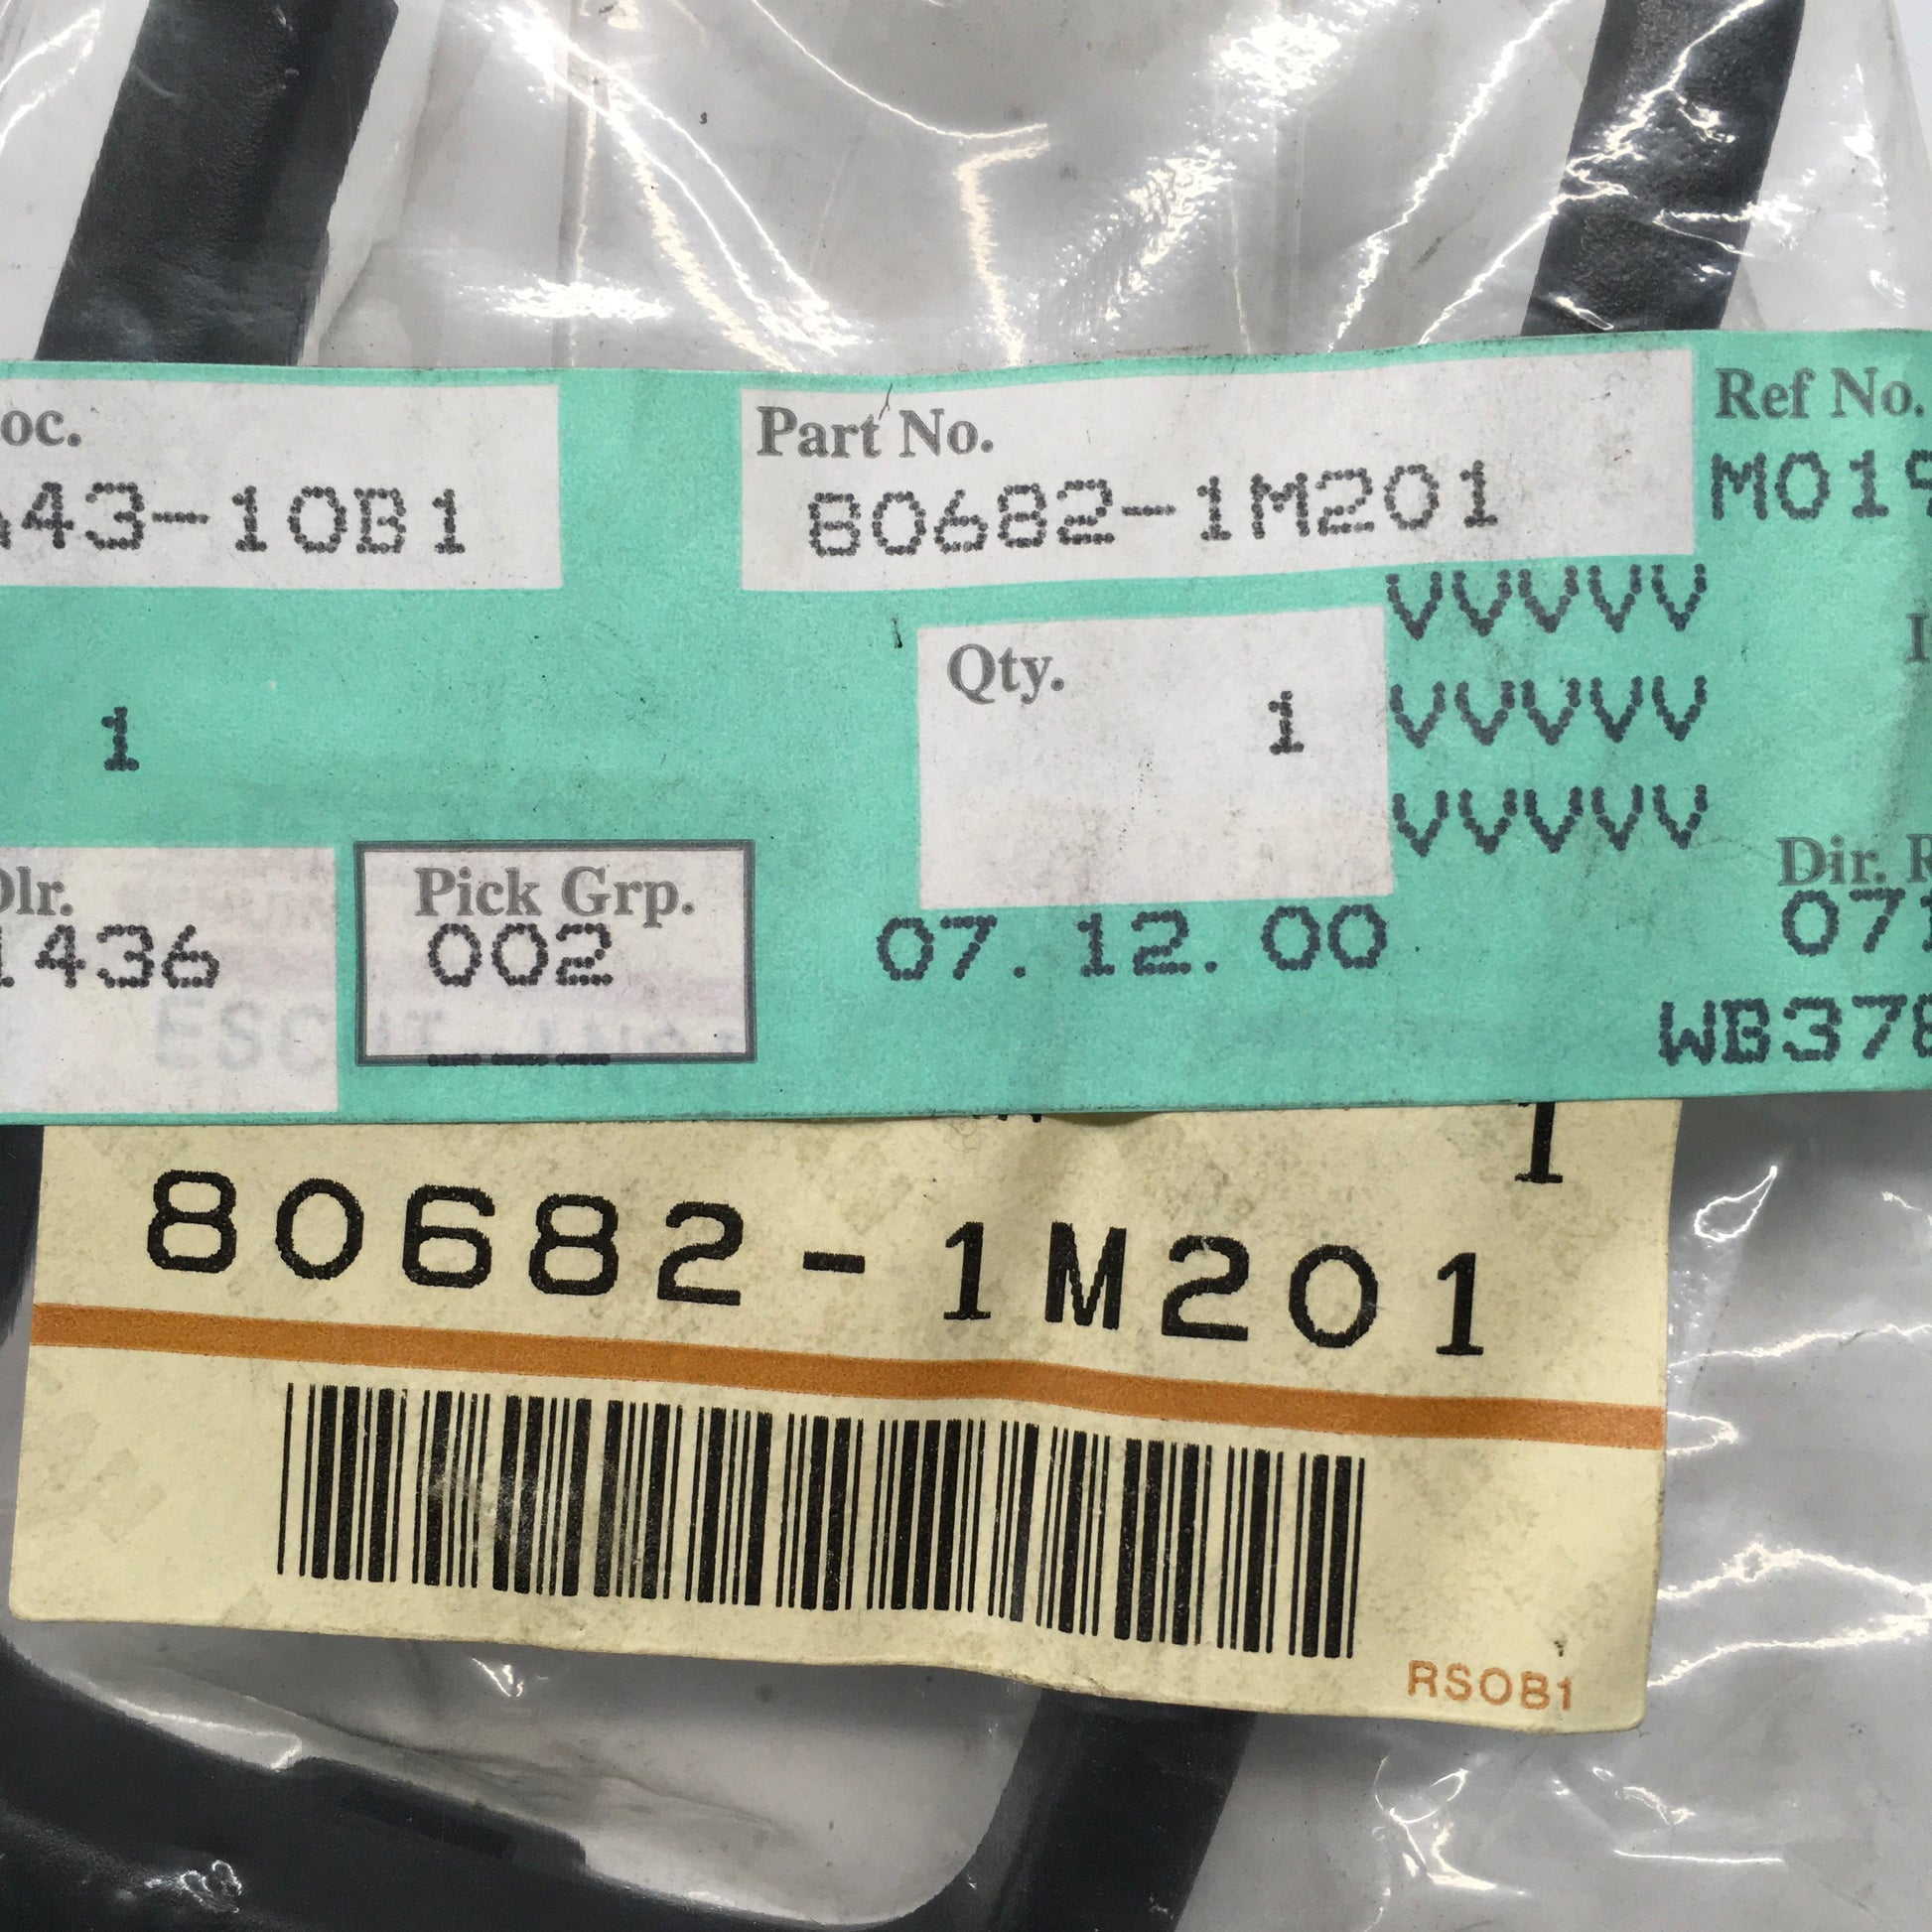 oc.
Part No.
Ref No.
A43-10B1
80682-1M201
M019
VVVVV
Qty.
1
1
VVVVV
VVVVV
Dlr.
Pick Grp.
Dir. R
1436
002
07.12.00
071
WB378
1
80682-1M201
RSOB1